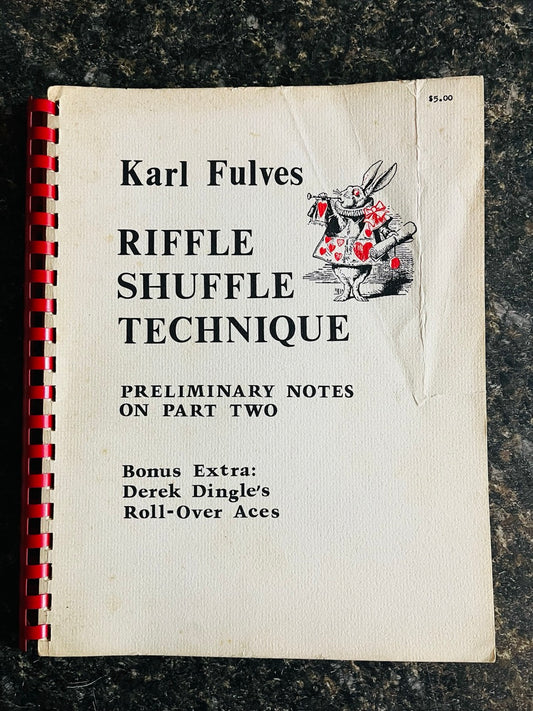 $5.00
Karl Fulves
RIFFLE
SHUFFLE
TECHNIQUE
PRELIMINARY NOTES
ON PART TWO
Bonus Extra:
Derek Dingle's
Roll-Over Aces